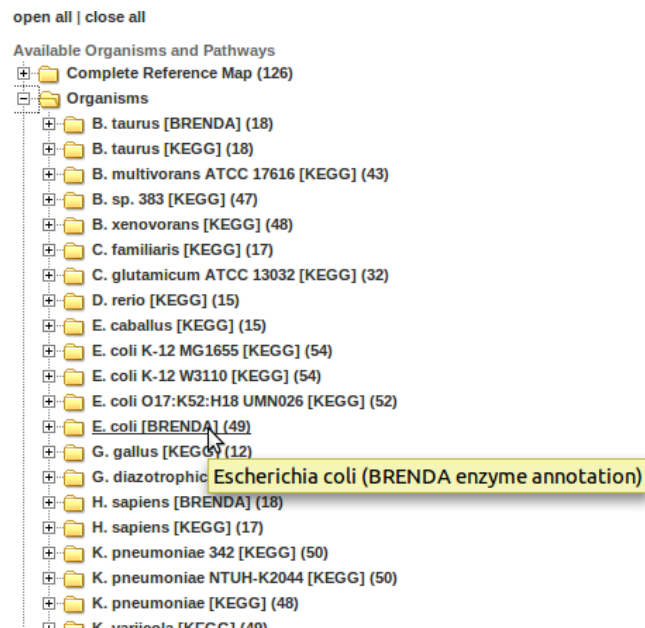 open all | close all
Available Organisms and Pathways
Complete Reference Map (126)
Organisms
B. taurus [BRENDA] (18)
B. taurus [KEGG] (18)
B. multivorans ATCC 17616 [KEGG] (43)
B. sp. 383 [KEGG] (47)
B. xenovorans [KEGG] (48)
C. familiaris [KEGG] (17)
C. glutamicum ATCC 13032 [KEGG] (32)
D. rerio [KEGG] (15)
E. caballus [KEGG] (15)
E. coli K-12 MG1655 [KEGG] (54)
E. coli K-12 W3110 [KEGG] (54)
E. coli O17:K52:H18 UMN026 [KEGG] (52)
E. coli [BRENDA] (49)
G. gallus [KEGG] (12)
G. diazotrophic
Escherichia coli (BRENDA enzyme annotation)
H. sapiens [BRENDA] (18)
H. sapiens [KEGG] (17)
K. pneumoniae 342 [KEGG] (50)
K. pneumoniae NTUH-K2044 [KEGG] (50)
K. pneumoniae [KEGG] (48)
K. variicola [KEGG] (49)